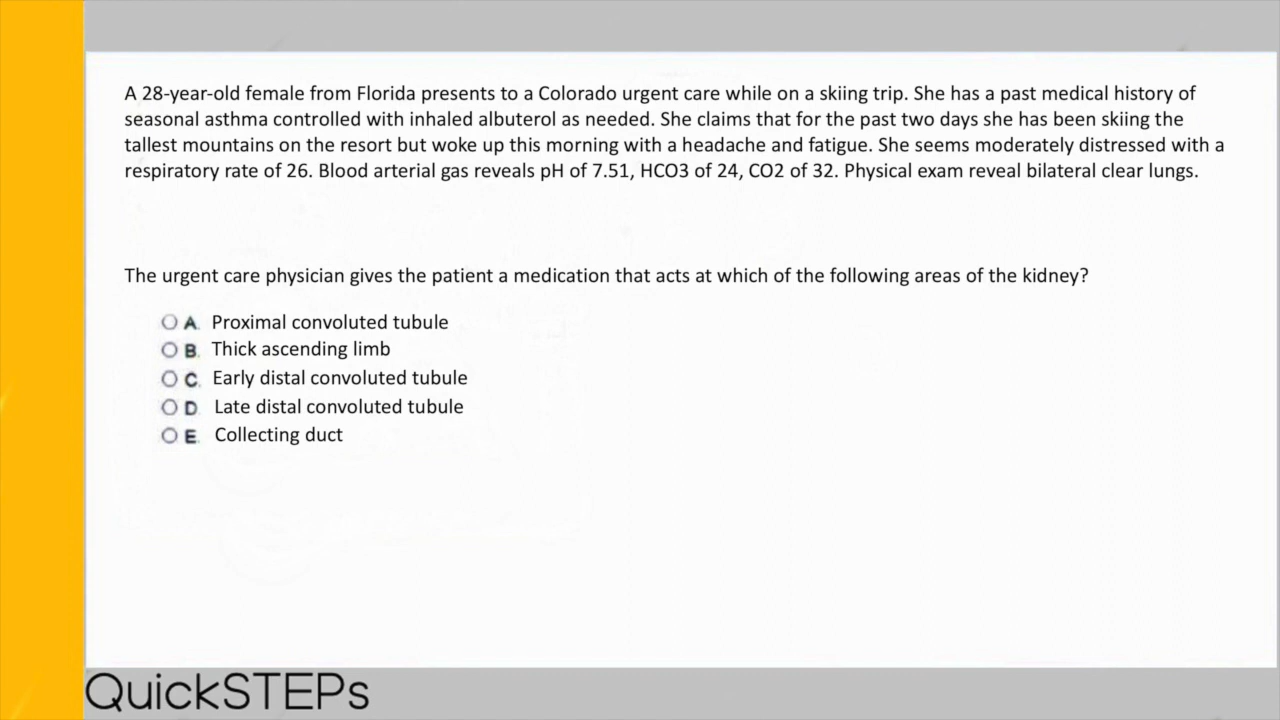 A 28-year-old female from Florida presents to a Colorado urgent care while on a skiing trip. She has a past medical history of
seasonal asthma controlled with inhaled albuterol as needed. She claims that for the past two days she has been skiing the
tallest mountains on the resort but woke up this morning with a headache and fatigue. She seems moderately distressed with a
respiratory rate of 26. Blood arterial gas reveals pH of 7.51, HCO3 of 24, CO2 of 32. Physical exam reveal bilateral clear lungs.
The urgent care physician gives the patient a medication that acts at which of the following areas of the kidney?
A. Proximal convoluted tubule
B. Thick ascending limb
C. Early distal convoluted tubule
D. Late distal convoluted tubule
E. Collecting duct
QuickSTEPs